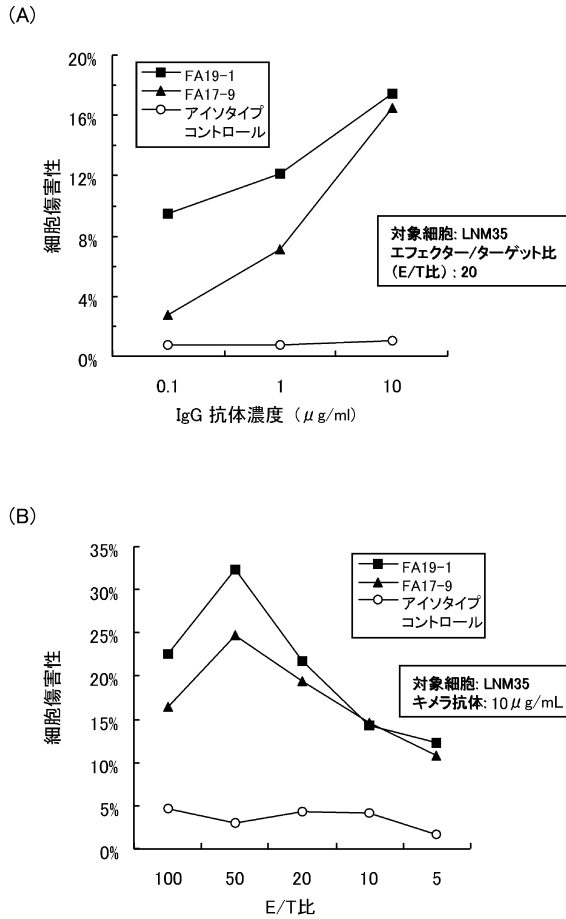 (A)
20%
16%
12%
8%
4%
0%
細胞傷害性
FA19-1
FA17-9
アイソタイプ
コントロール
対象細胞: LNM35
エフェクター/ターゲット比
(E/T比) : 20
0.1 1 10
IgG 抗体濃度 (μg/ml)
(B)
35%
30%
25%
20%
15%
10%
5%
0%
細胞傷害性
FA19-1
FA17-9
アイソタイプ
コントロール
対象細胞: LNM35
キメラ抗体: 10μg/mL
100 50 20 10 5
E/T比